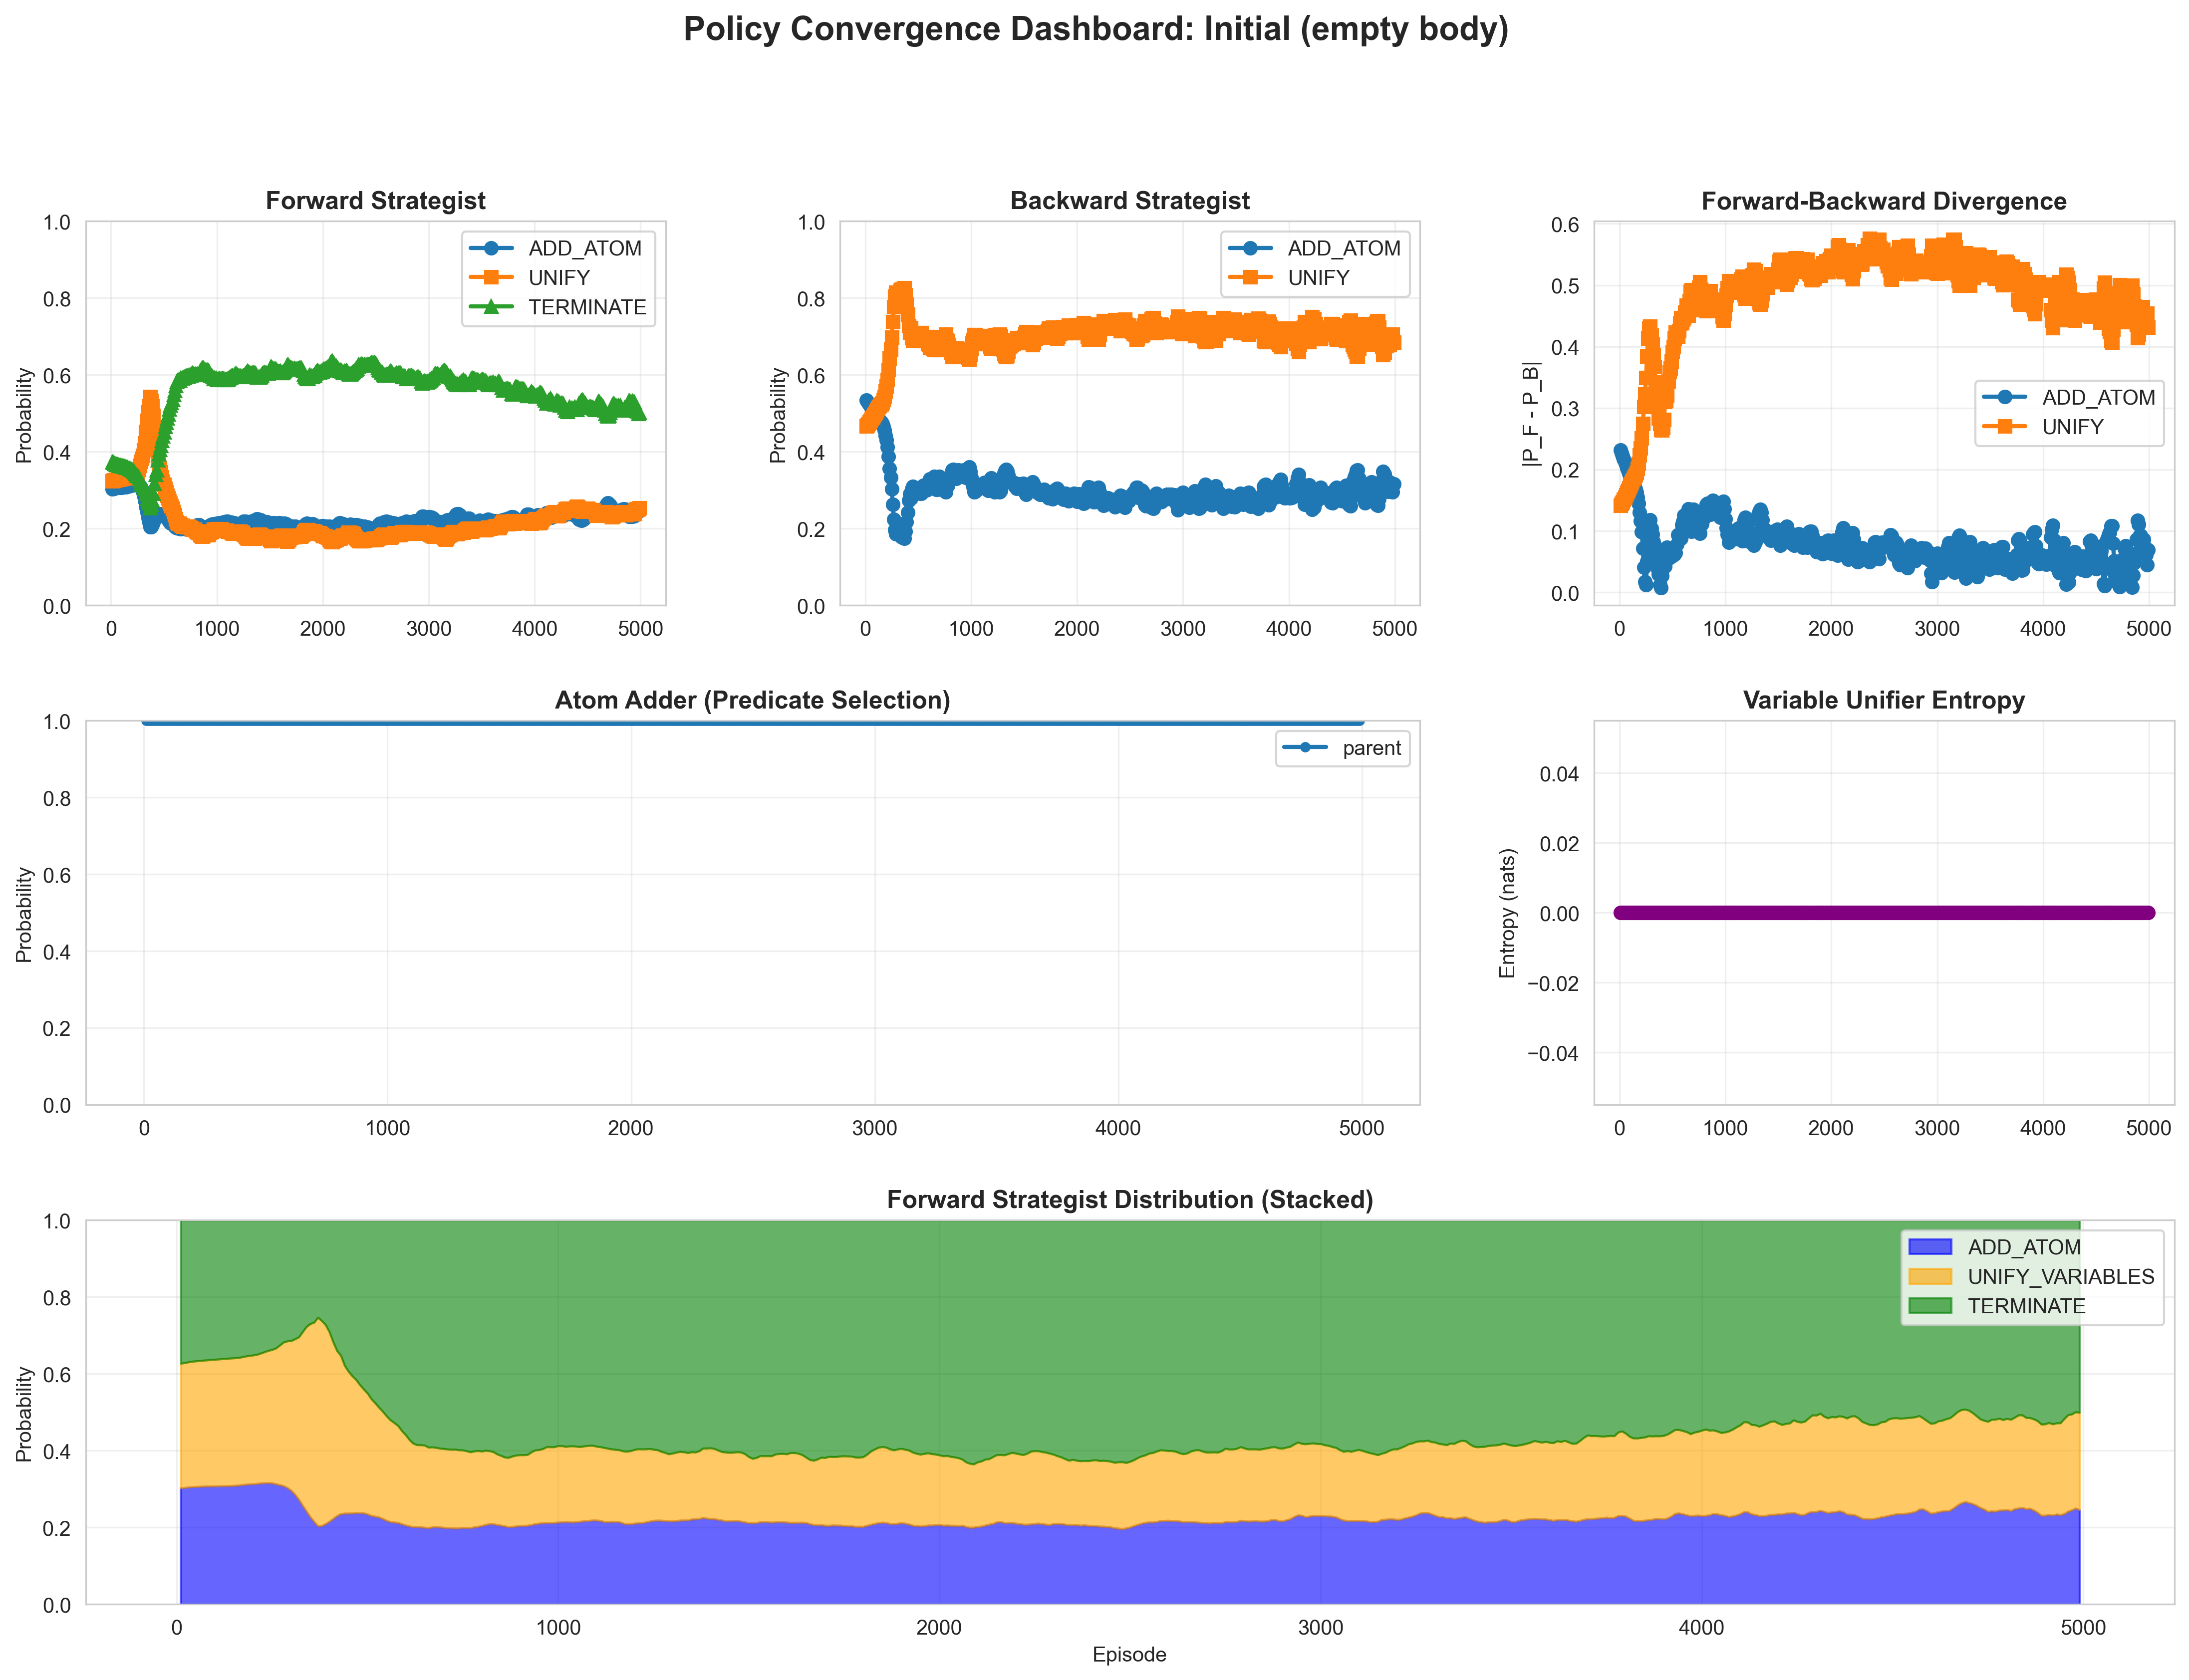 Policy Convergence Dashboard: Initial (empty body)
Forward Strategist
Probability
1.0
0.8
0.6
0.4
0.2
0.0
0 1000 2000 3000 4000 5000
ADD_ATOM
UNIFY
TERMINATE
Backward Strategist
Probability
1.0
0.8
0.6
0.4
0.2
0.0
0 1000 2000 3000 4000 5000
ADD_ATOM
UNIFY
Forward-Backward Divergence
|P_F - P_B|
0.6
0.5
0.4
0.3
0.2
0.1
0.0
0 1000 2000 3000 4000 5000
ADD_ATOM
UNIFY
Atom Adder (Predicate Selection)
Probability
1.0
0.8
0.6
0.4
0.2
0.0
0 1000 2000 3000 4000 5000
parent
Variable Unifier Entropy
Entropy (nats)
0.04
0.02
0.00
−0.02
−0.04
0 1000 2000 3000 4000 5000
Forward Strategist Distribution (Stacked)
Probability
1.0
0.8
0.6
0.4
0.2
0.0
0 1000 2000 3000 4000 5000
Episode
ADD_ATOM
UNIFY_VARIABLES
TERMINATE